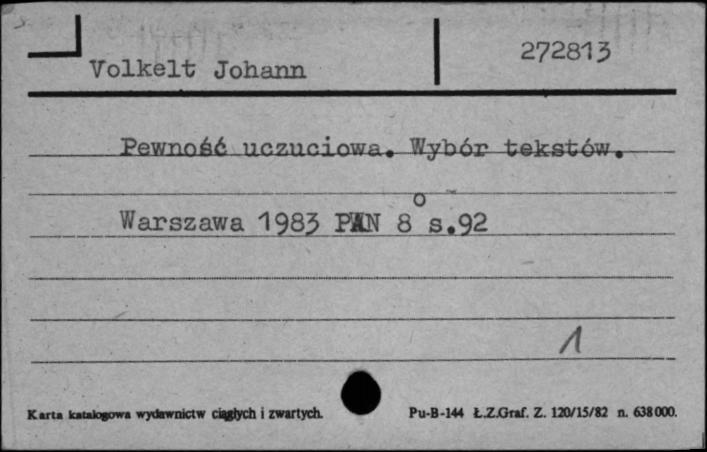 272813
Volkelt Johann
Pewność uczuciowa. Wybór tekstów.
Warszawa 1983 PWN 8° s.92
1
Karta katalogowa wydawnictw ciągłych i zwartych.
Pu-B-144 Ł.Z.Graf. Z. 120/15/82 n. 638 000.